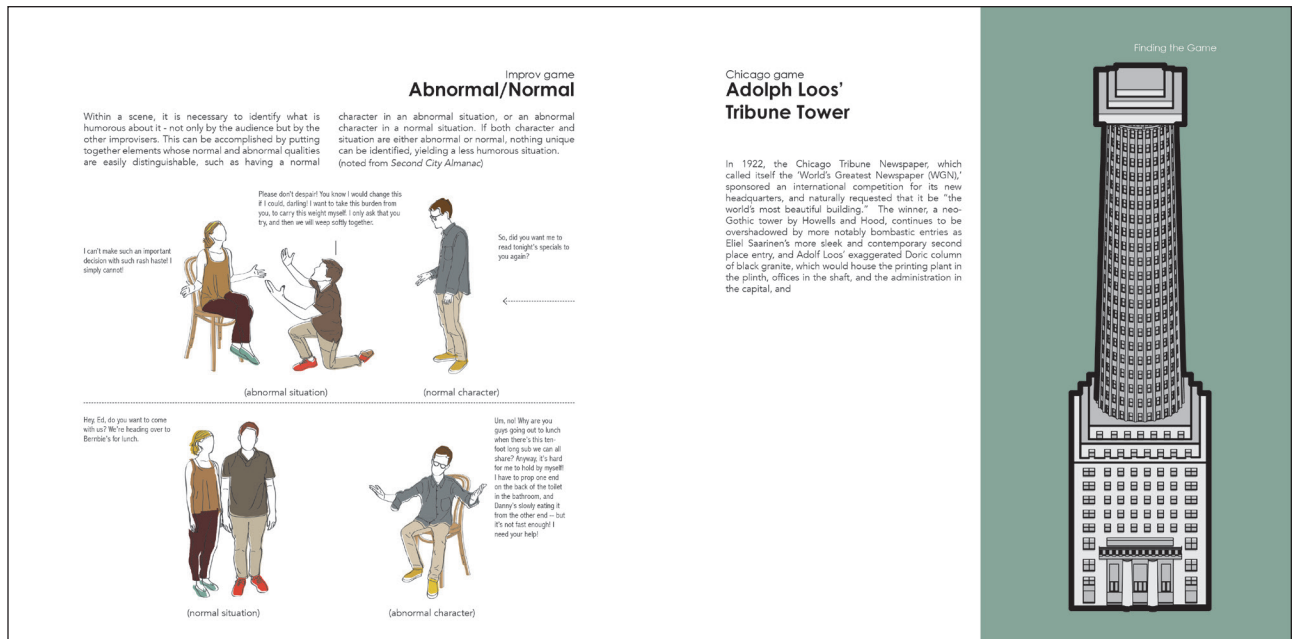 Improv game
Abnormal/Normal
Within a scene, it is necessary to identify what is
humorous about it - not only by the audience but by the
other improvisers. This can be accomplished by putting
together elements whose normal and abnormal qualities
are easily distinguishable, such as having a normal
character in an abnormal situation, or an abnormal
character in a normal situation. If both character and
situation are either abnormal or normal, nothing unique
can be identified, yielding a less humorous situation.
(noted from Second City Almanac)
Please don't despair! You know I would change this
if I could, darling! I want to take this burden from
you, to carry this weight myself. I only ask that you
try, and then we will weep softly together.
I can't make such an important
decision with such rash haste! I
simply cannot!
So, did you want me to
read tonight's specials to
you again?
(abnormal situation)
(normal character)
Hey, Ed, do you want to come
with us? We're heading over to
Bernbie's for lunch.
Um, no! Why are you
guys going out to lunch
when there's this ten-
foot long sub we can all
share? Anyway, it's hard
for me to hold by myself!
I have to prop one end
on the back of the toilet
in the bathroom, and
Danny's slowly eating it
from the other end – but
it's not fast enough! I
need your help!
(normal situation)
(abnormal character)
Chicago game
Adolph Loos'
Tribune Tower
In 1922, the Chicago Tribune Newspaper, which
called itself the 'World's Greatest Newspaper (WGN),'
sponsored an international competition for its new
headquarters, and naturally requested that it be "the
world's most beautiful building."  The winner, a neo-
Gothic tower by Howells and Hood, continues to be
overshadowed by more notably bombastic entries as
Eliel Saarinen's more sleek and contemporary second
place entry, and Adolf Loos' exaggerated Doric column
of black granite, which would house the printing plant in
the plinth, offices in the shaft, and the administration in
the capital, and
Finding the Game